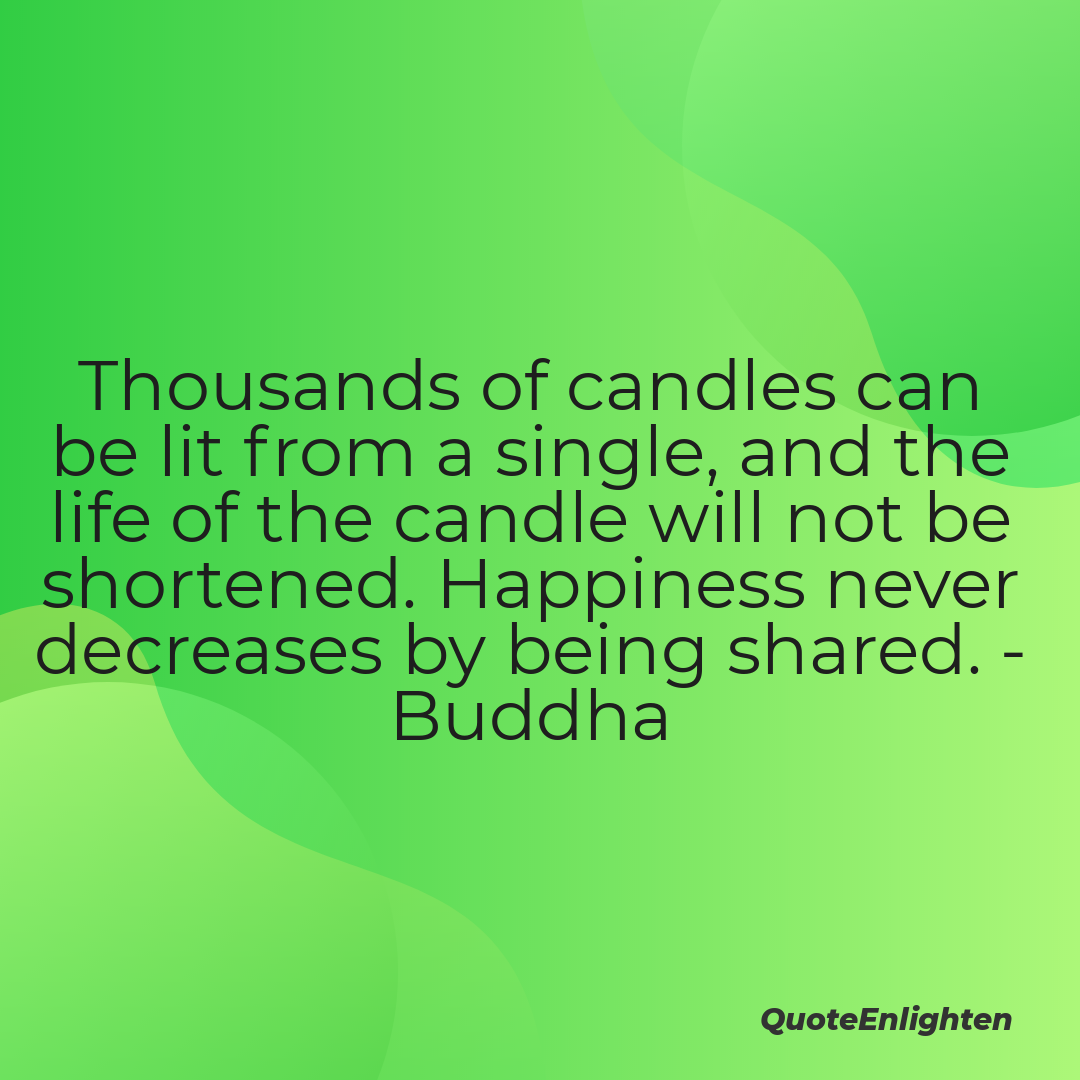 Thousands of candles can
be lit from a single, and the
life of the candle will not be
shortened. Happiness never
decreases by being shared. -
Buddha
QuoteEnlighten